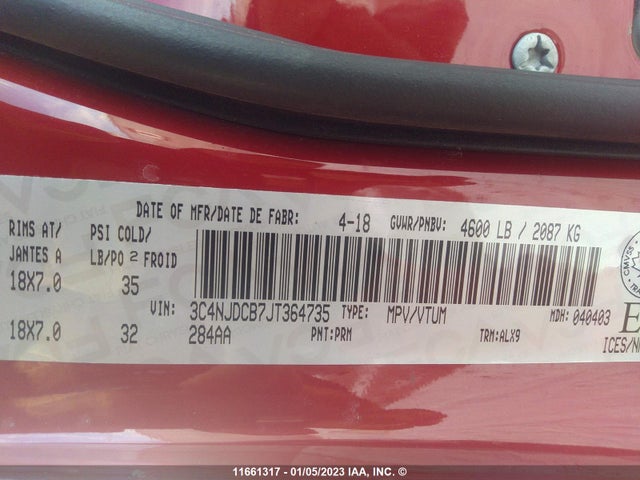 DATE OF MFR/DATE DE FABR: 4-18 GVWR/PNBV: 4600 LB / 2087 KG
RIMS AT/ PSI COLD/
JANTES A LB/PO 2 FROID
18X7.0 35
VIN: 3C4NJDCB7JT364735 TYPE: MPV/VTUM MDH: 040403
18X7.0 32 284AA PNT:PRM TRM:ALX9
CMVSS
ICES/
11661317 - 01/05/2023 IAA, INC. ©